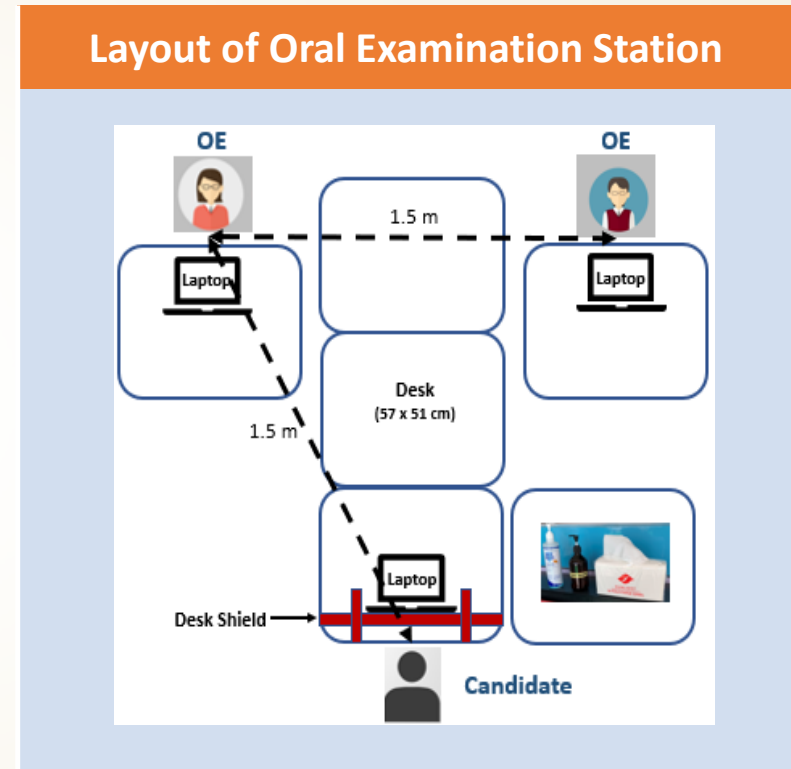 Layout of Oral Examination Station
OE
OE
1.5 m
Laptop
Laptop
Desk
(57 x 51 cm)
1.5 m
Laptop
Desk Shield
Candidate